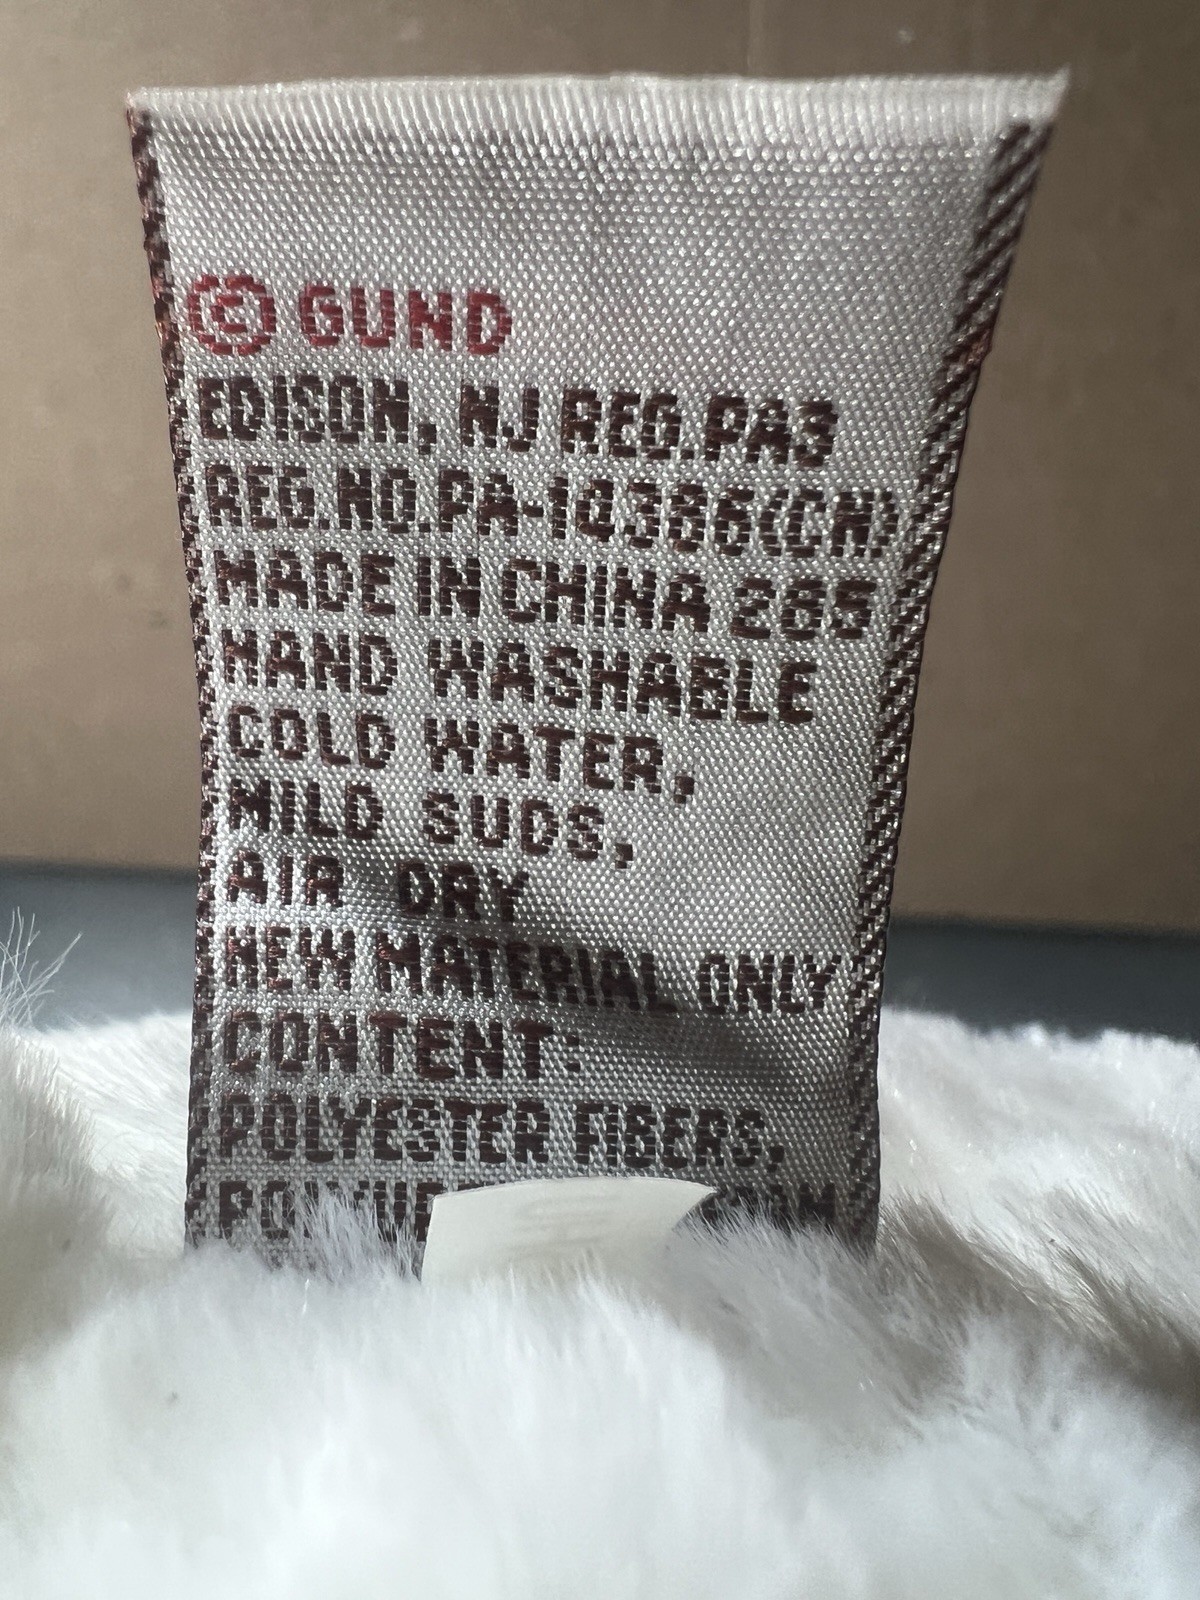 © GUND
EDISON, NJ REG.PA3
REG.NO.PA-10386(CN)
MADE IN CHINA 265
HAND WASHABLE
COLD WATER,
MILD SUDS,
AIR DRY
NEW MATERIAL ONLY
CONTENT:
POLYESTER FIBERS,